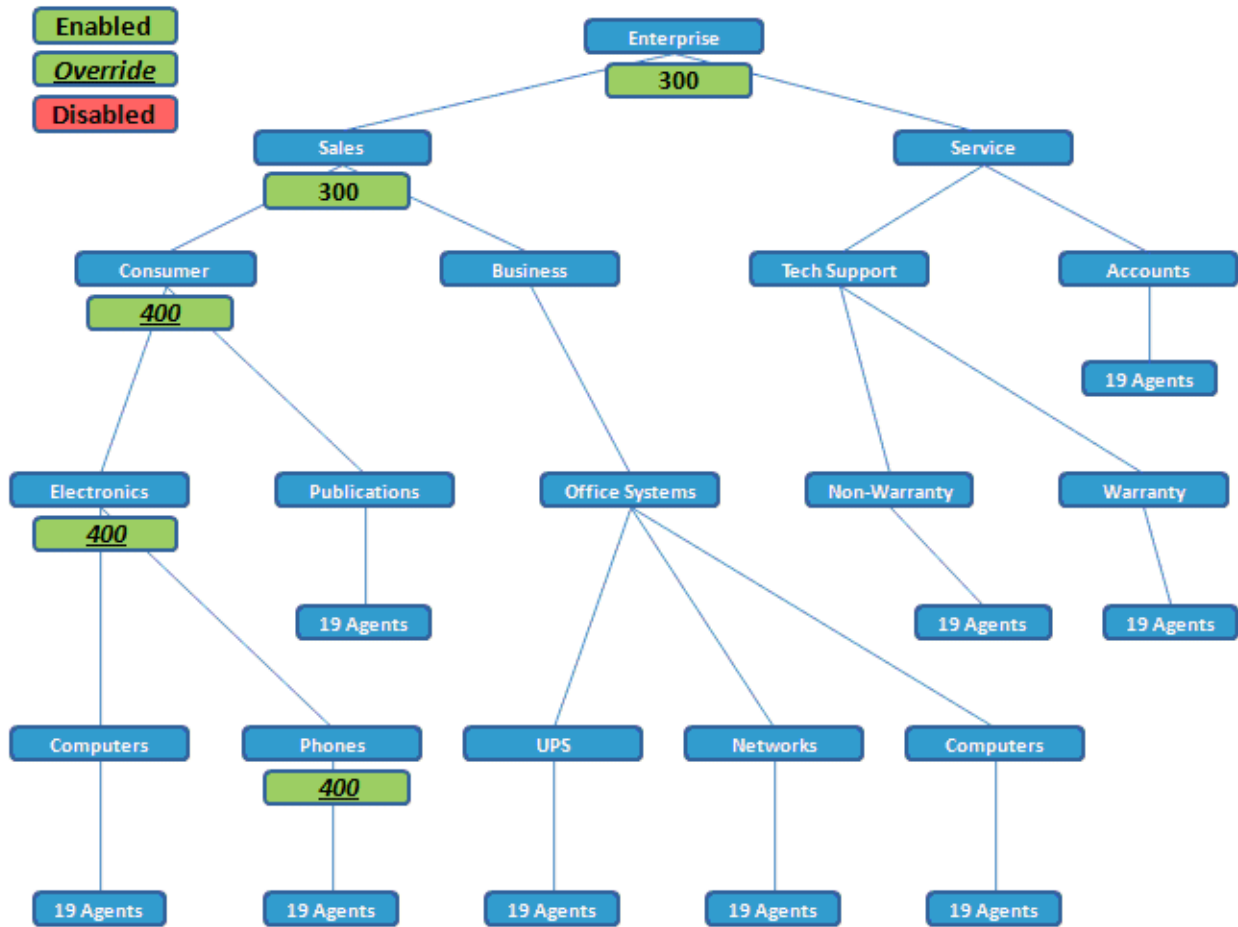 Enabled
Override
Disabled
Enterprise
300
Sales
Service
300
Consumer
Business
Tech Support
Accounts
400
19 Agents
Electronics
Publications
Office Systems
Non-Warranty
Warranty
400
19 Agents
19 Agents
19 Agents
Computers
Phones
UPS
Networks
Computers
400
19 Agents
19 Agents
19 Agents
19 Agents
19 Agents